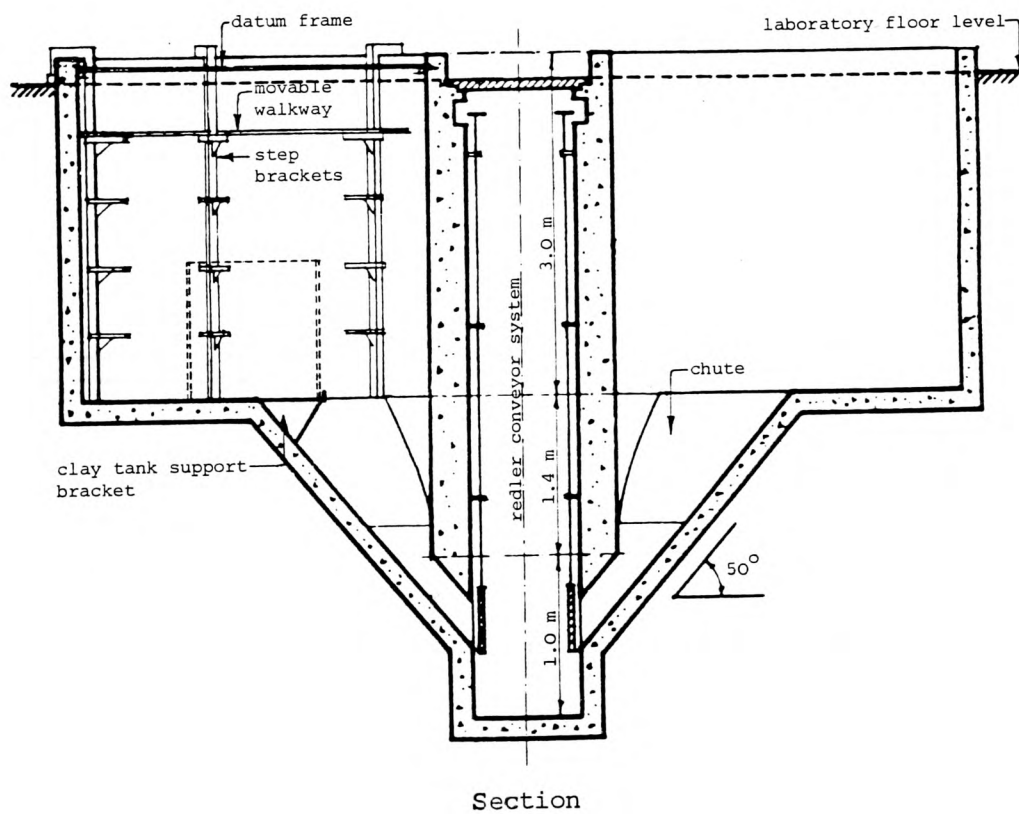 datum frame
laboratory floor level
movable
walkway
step
brackets
3.0 m
redler conveyor system
chute
1.4 m
clay tank support
bracket
50°
1.0 m
Section